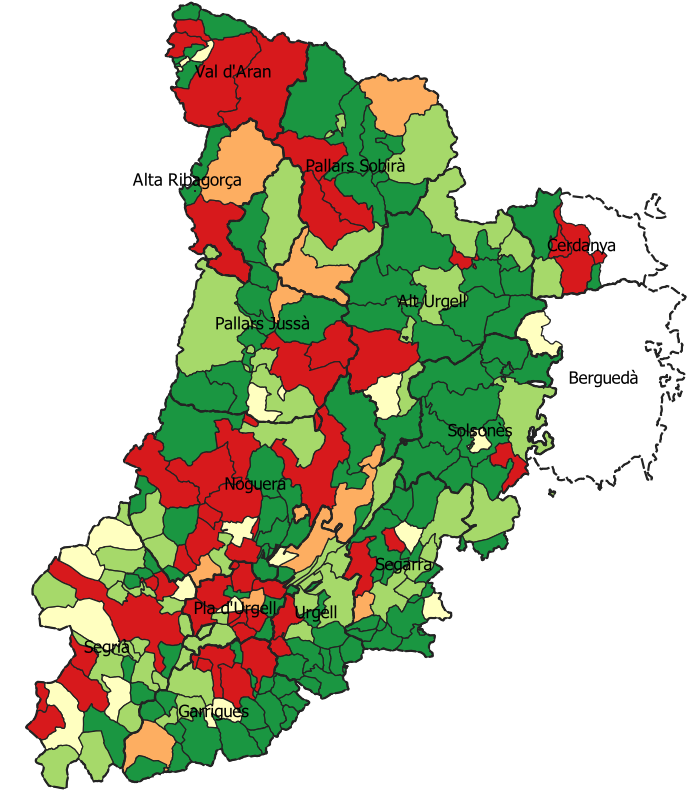 Val d'Aran
Pallars Sobirà
Alta Ribagorça
Cerdanya
Alt Urgell
Pallars Jussà
Berguedà
Solsonès
Noguera
Segarra
Pla d'Urgell
Urgell
Segrià
Garrigues